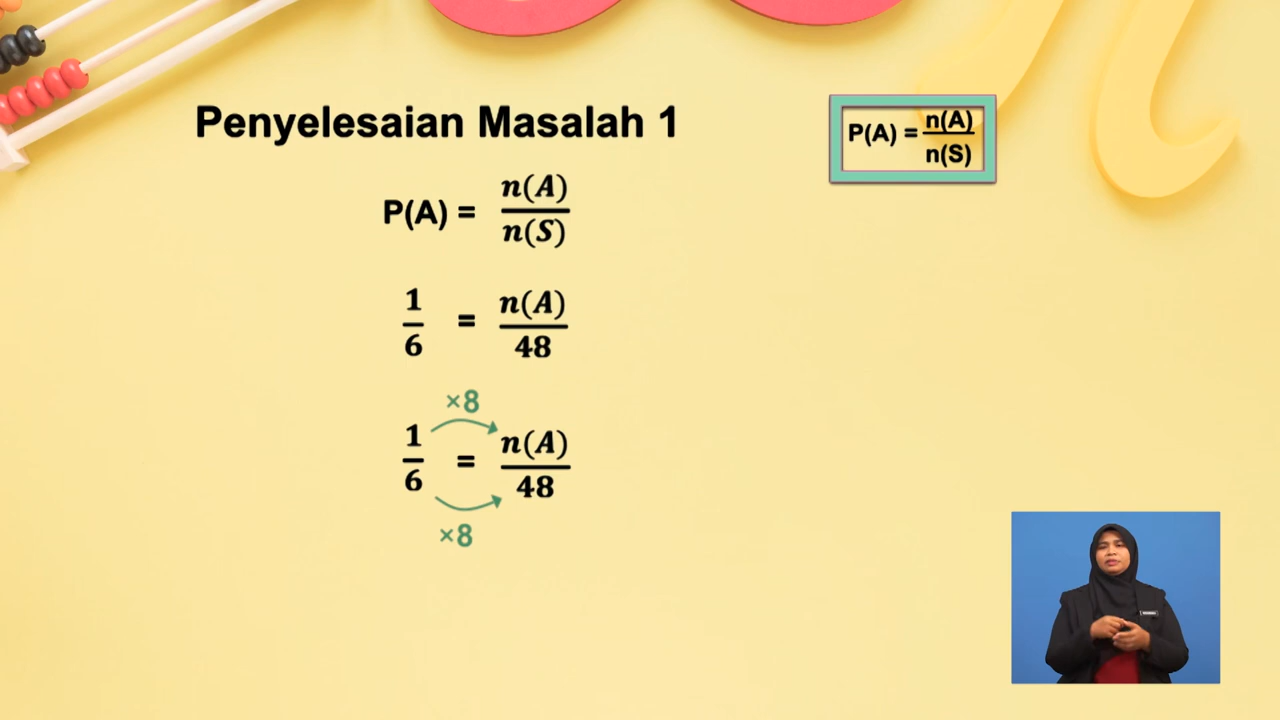 Penyelesaian Masalah 1
P(A) = n(A)/n(S)
P(A) = n(A)/n(S)
1/6 = n(A)/48
×8
1/6 = n(A)/48
×8